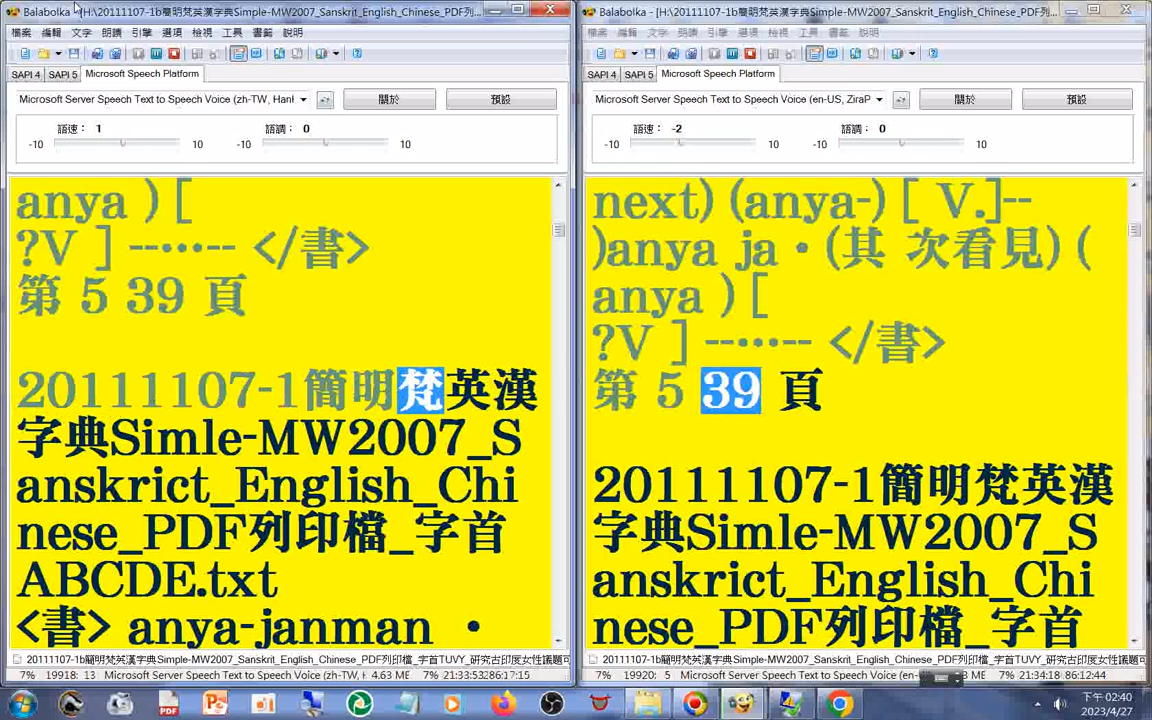 Balabolka - [H:\20111107-1b簡明梵英漢字典Simple-MW2007_Sanskrit_English_Chinese_PDF列...
檔案 編輯 文字 朗讀 引擎 選項 檢視 工具 書籤 說明
SAPI 4 SAPI 5 Microsoft Speech Platform
Microsoft Server Speech Text to Speech Voice (zh-TW, Hanl
關於 預設
語速： 1 語調： 0
-10 10 -10 10
anya ) [
?V ] --···-- </書>
第 5 39 頁
20111107-1簡明梵英漢
字典Simle-MW2007_S
anskrict_English_Chi
nese_PDF列印檔_字首
ABCDE.txt
<書> anya-janman •
20111107-1b簡明梵英漢字典Simple-MW2007_Sanskrit_English_Chinese_PDF列印檔_字首TUVY_研究古印度女性議題可
7% 19918: 13 Microsoft Server Speech Text to Speech Voice (zh-TW, H 4.63 ME 7% 21:33:53/286:17:15
Balabolka - [H:\20111107-1b簡明梵英漢字典Simple-MW2007_Sanskrit_English_Chinese_PDF列...
檔案 編輯 文字 朗讀 引擎 選項 檢視 工具 書籤 說明
SAPI 4 SAPI 5 Microsoft Speech Platform
Microsoft Server Speech Text to Speech Voice (en-US, ZiraP
關於 預設
語速： -2 語調： 0
-10 10 -10 10
next) (anya-) [ V.]--
)anya ja•(其 次看見) (
anya ) [
?V ] --···-- </書>
第 5 39 頁
20111107-1簡明梵英漢
字典Simle-MW2007_S
anskrict_English_Chi
nese_PDF列印檔_字首
20111107-1b簡明梵英漢字典Simple-MW2007_Sanskrit_English_Chinese_PDF列印檔_字首TUVY_研究古印度女性議題可
7% 19920: 5 Microsoft Server Speech Text to Speech 7% 21:34:18/286:12:44
下午 02:40
2023/4/27